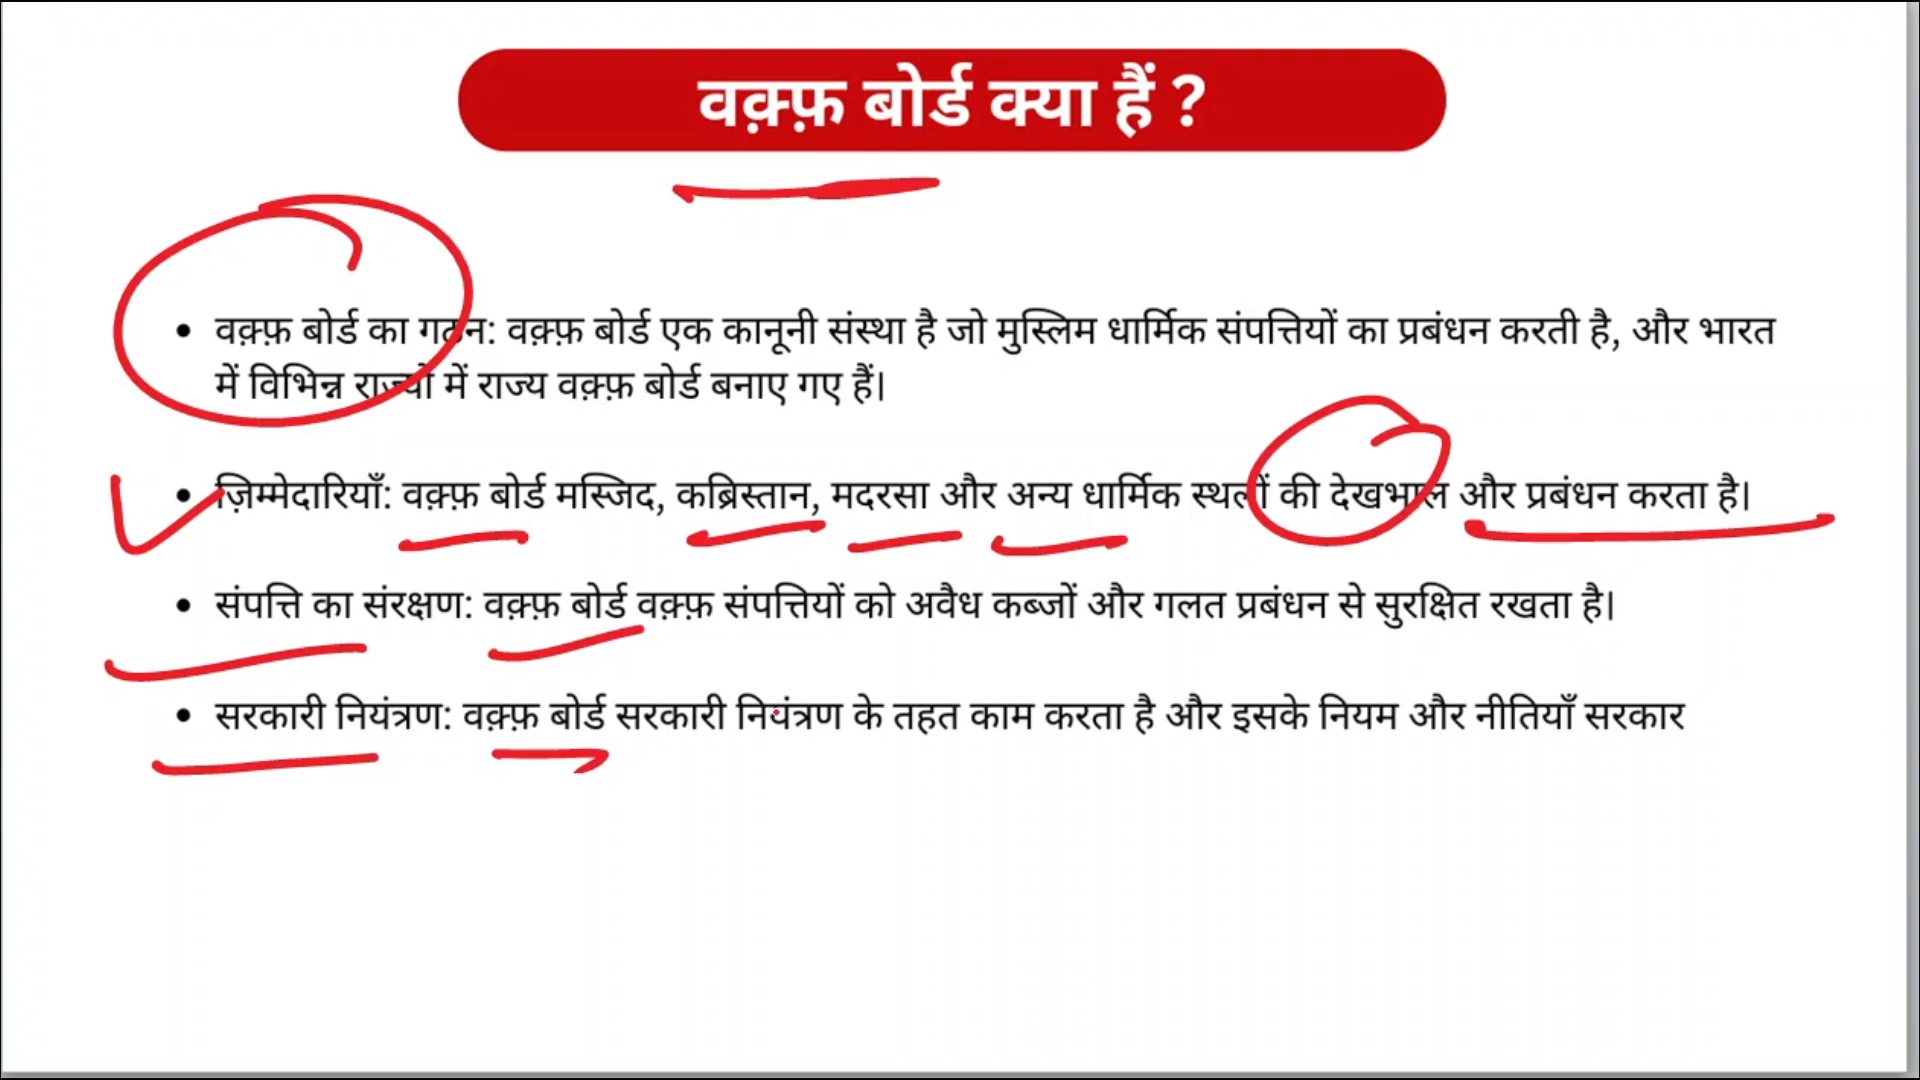 वक़्फ़ बोर्ड क्या हैं ?
• वक़्फ़ बोर्ड का गठन: वक़्फ़ बोर्ड एक कानूनी संस्था है जो मुस्लिम धार्मिक संपत्तियों का प्रबंधन करती है, और भारत
में विभिन्न राज्यों में राज्य वक़्फ़ बोर्ड बनाए गए हैं।
• ज़िम्मेदारियाँ: वक़्फ़ बोर्ड मस्जिद, कब्रिस्तान, मदरसा और अन्य धार्मिक स्थलों की देखभाल और प्रबंधन करता है।
• संपत्ति का संरक्षण: वक़्फ़ बोर्ड वक़्फ़ संपत्तियों को अवैध कब्जों और गलत प्रबंधन से सुरक्षित रखता है।
• सरकारी नियंत्रण: वक़्फ़ बोर्ड सरकारी नियंत्रण के तहत काम करता है और इसके नियम और नीतियाँ सरकार